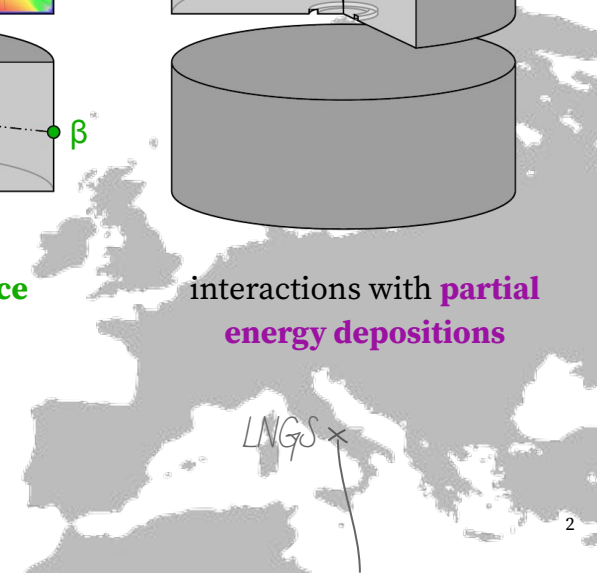 β
ce
interactions with partial
energy depositions
LNGS
2